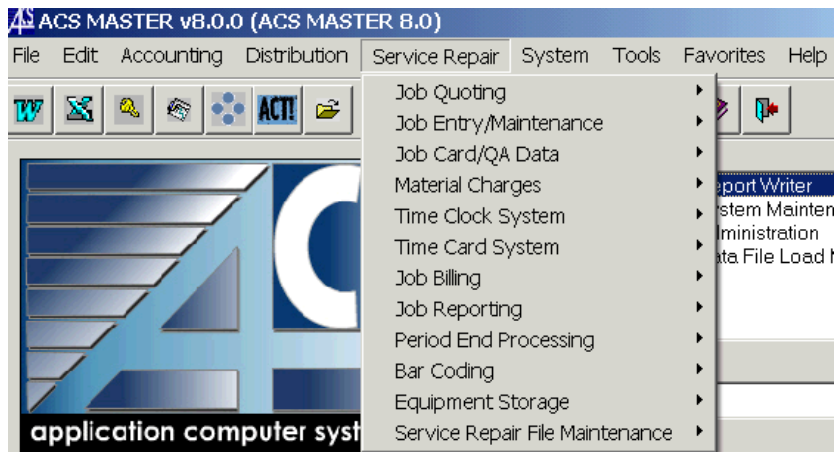 ACS MASTER v8.0.0 (ACS MASTER 8.0)
File Edit Accounting Distribution Service Repair System Tools Favorites Help
W X ACT!
Job Quoting
Job Entry/Maintenance
Job Card/QA Data
Material Charges
Time Clock System
Time Card System
Job Billing
Job Reporting
Period End Processing
Bar Coding
Equipment Storage
Service Repair File Maintenance
eport Writer
stem Mainten
ministration
ata File Load
AC
application computer syst